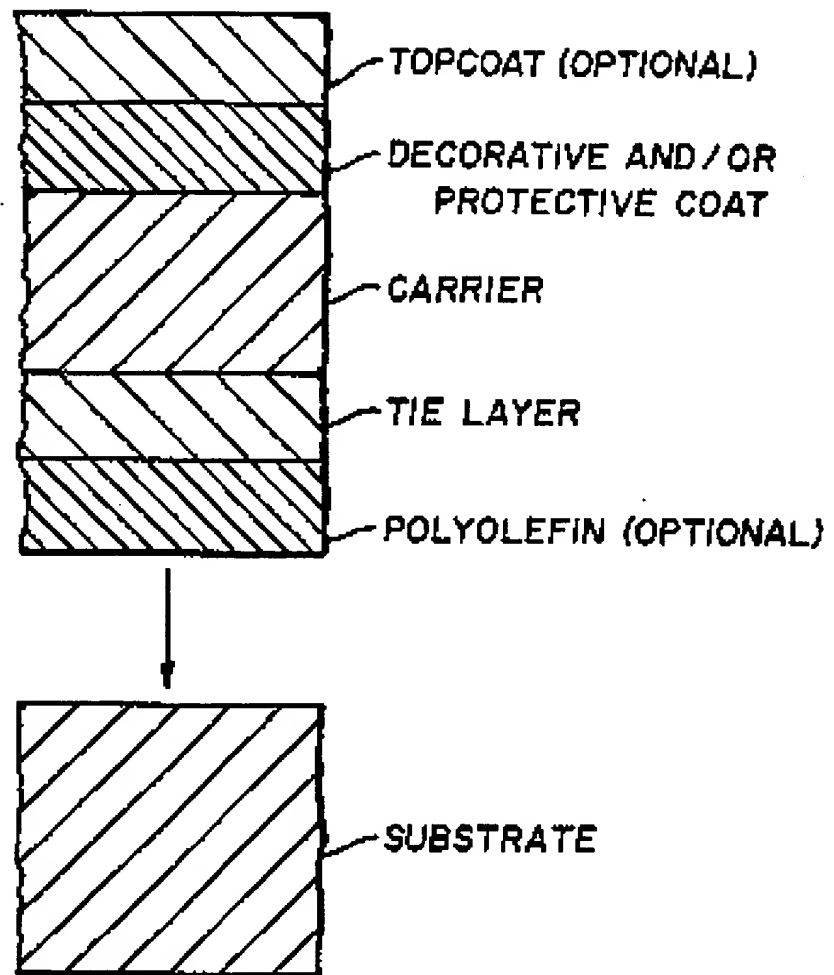 TOPCOAT (OPTIONAL)
DECORATIVE AND/OR
PROTECTIVE COAT
CARRIER
TIE LAYER
POLYOLEFIN (OPTIONAL)
SUBSTRATE